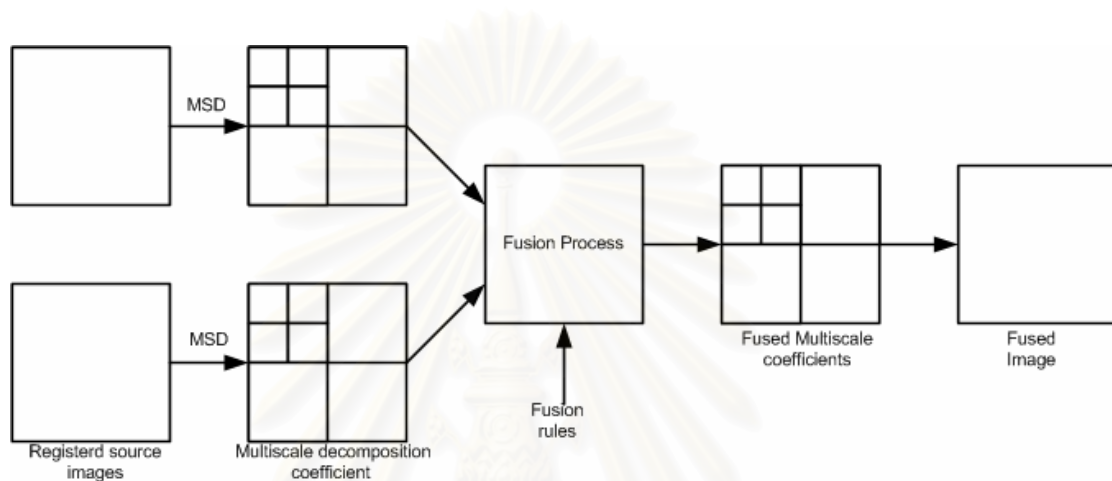 MSD
Fusion Process
MSD
Fused Multiscale
coefficients
Fused
Image
Fusion
rules
Registerd source
images
Multiscale decomposition
coefficient